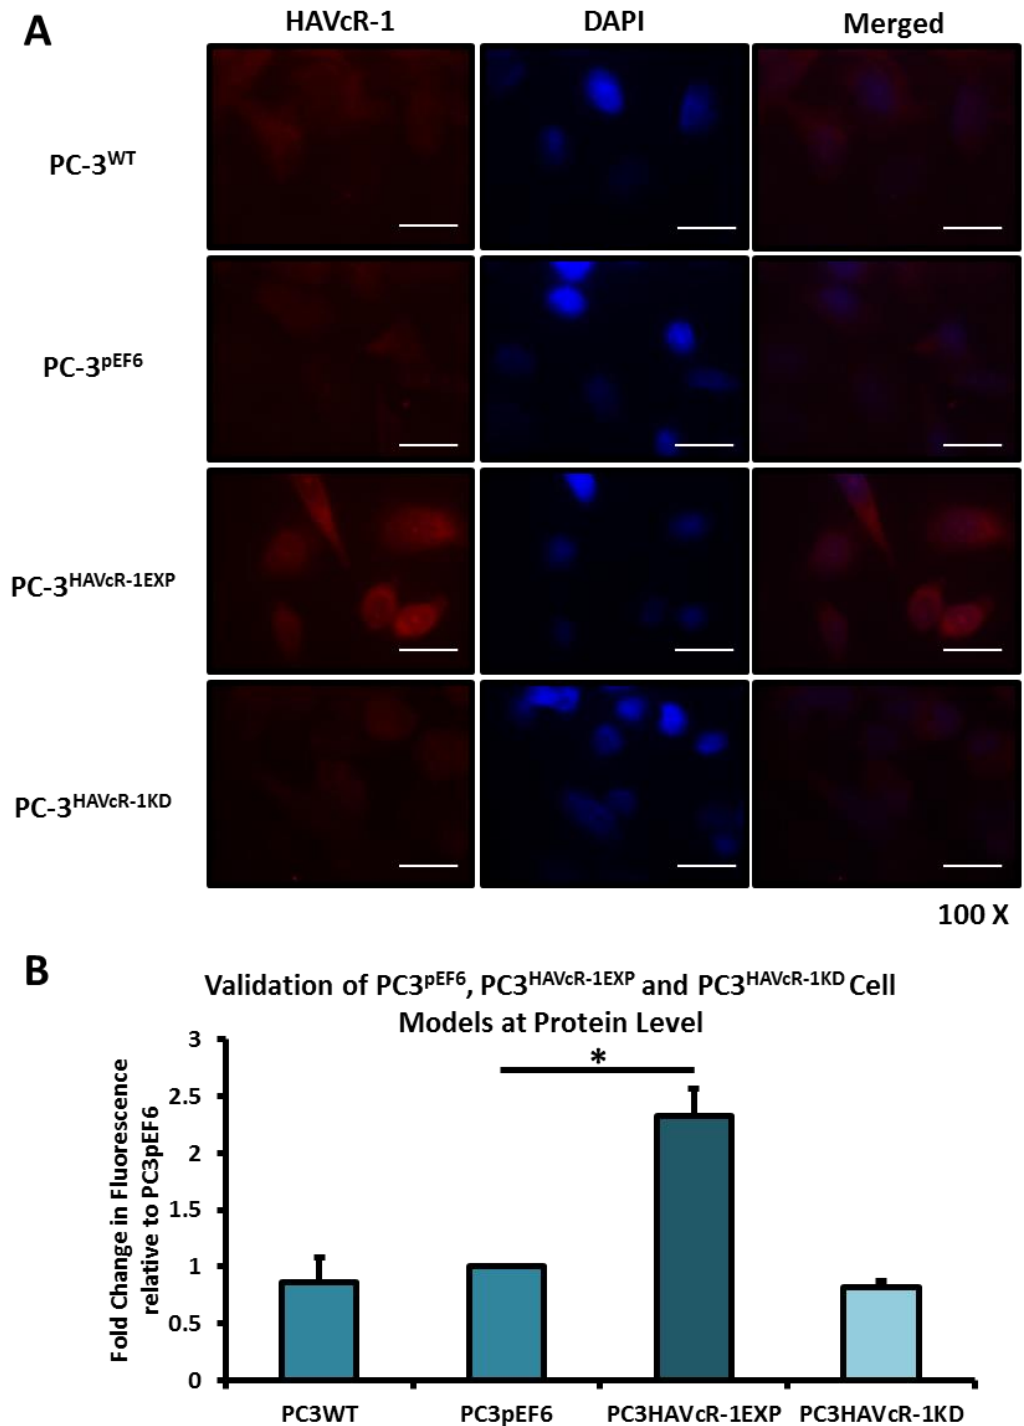 A
HAVcR-1 DAPI Merged
PC-3WT
PC-3pEF6
PC-3HAVcR-1EXP
PC-3HAVcR-1KD
100 X
B
Validation of PC3pEF6, PC3HAVcR-1EXP and PC3HAVcR-1KD Cell
Models at Protein Level
Fold Change in Fluorescence
relative to PC3pEF6
3
2.5
2
1.5
1
0.5
0
*
PC3WT PC3pEF6 PC3HAVcR-1EXP PC3HAVcR-1KD